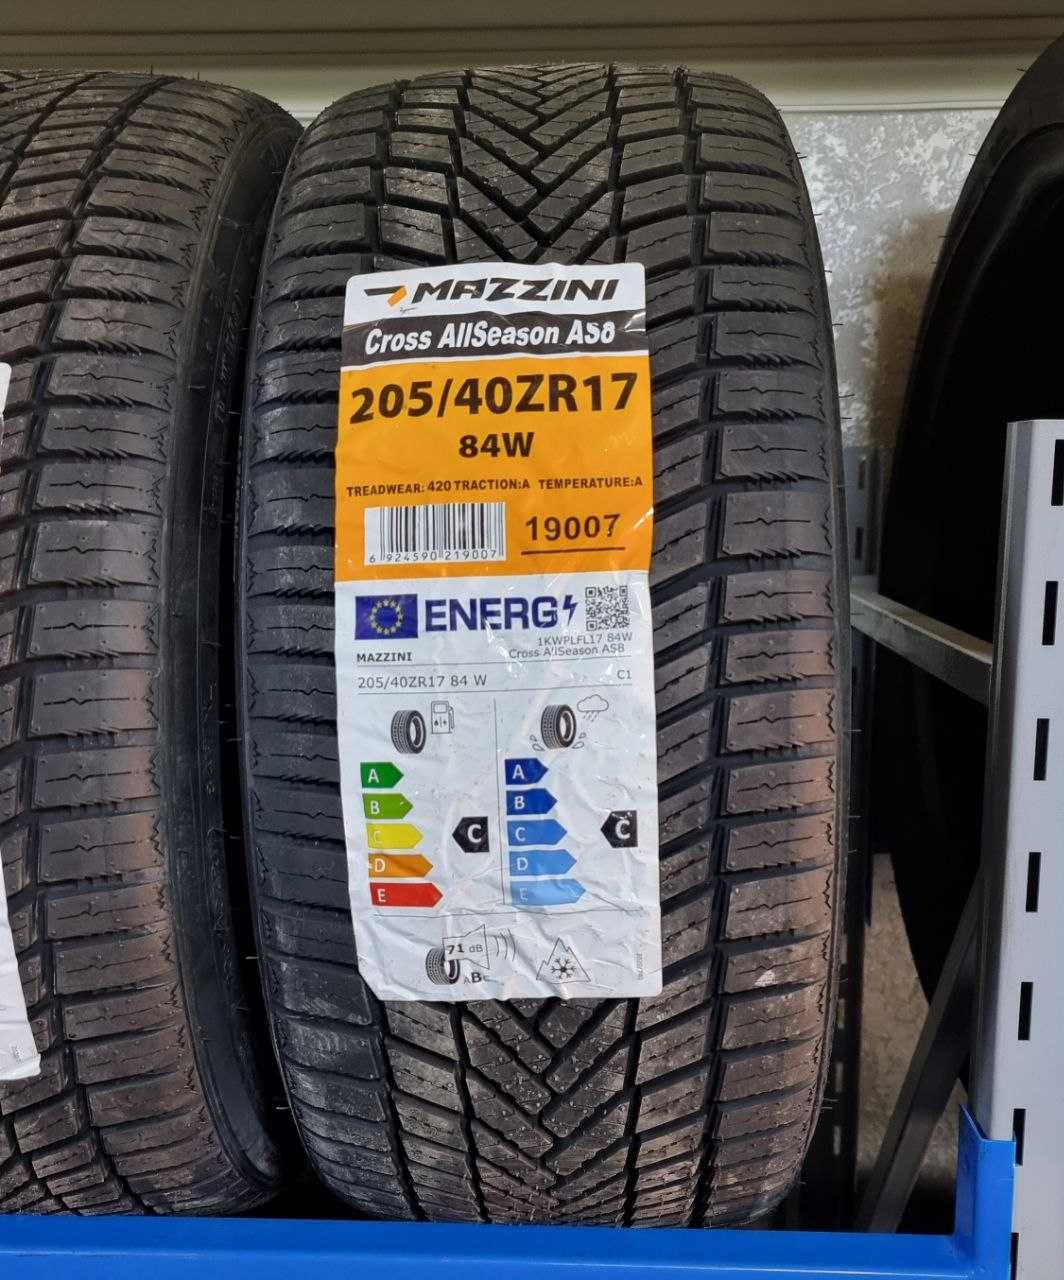 MAZZINI
Cross AllSeason AS8
205/40ZR17
84W
TREADWEAR: 420 TRACTION:A TEMPERATURE:A
6 924590 219007
19007
ENERG
1KWPLFL17 84W
MAZZINI
Cross AllSeason AS8
205/40ZR17 84 W
C1
A
B
C
D
E
C
A
B
C
D
E
C
71 dB
ABC